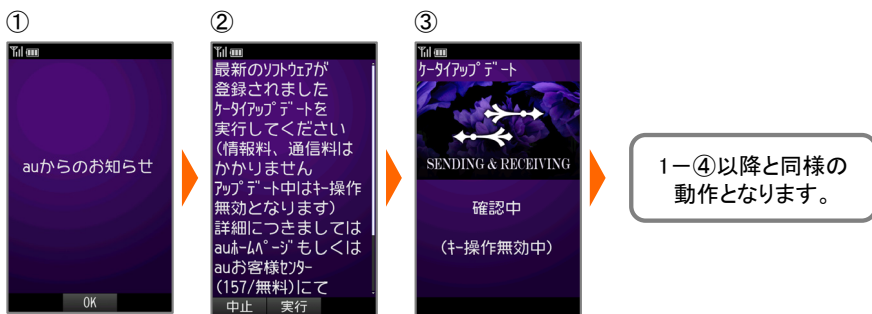 ①
②
③
auからのお知らせ
OK
最新のｿﾌﾄｳｪｱが
登録されました
ｹｰﾀｲｱｯﾌﾟﾃﾞｰﾄを
実行してください
(情報料、通信料は
かかりません
ｱｯﾌﾟﾃﾞｰﾄ中はｷｰ操作
無効となります)
詳細につきましては
auﾎｰﾑﾍﾟｰｼﾞもしくは
auお客様ｾﾝﾀｰ
(157/無料)にて
中止 実行
ｹｰﾀｲｱｯﾌﾟﾃﾞｰﾄ
SENDING & RECEIVING
確認中
(ｷｰ操作無効中)
1－④以降と同様の
動作となります。